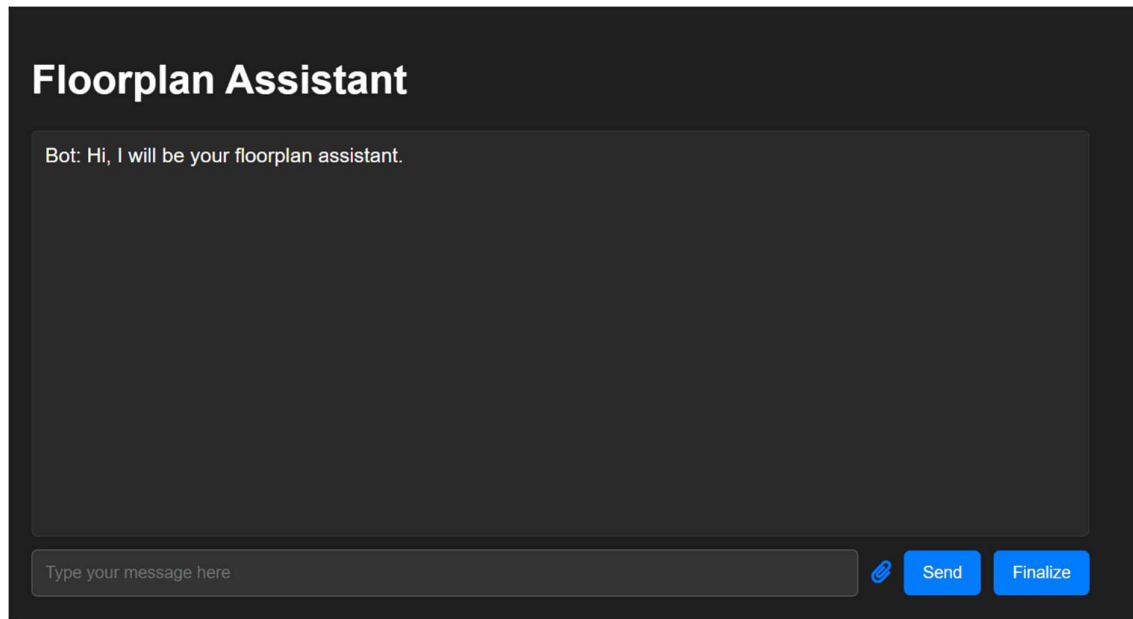 Floorplan Assistant
Bot: Hi, I will be your floorplan assistant.
Type your message here
Send
Finalize